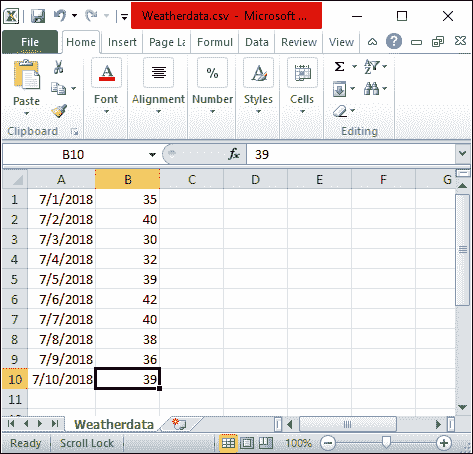 Weatherdata.csv - Microsoft ...
File Home Insert Page La Formul Data Review View
Paste Font Alignment Number Styles Cells
Clipboard Editing
B10 fx 39
A B C D E F G
1 7/1/2018 35
2 7/2/2018 40
3 7/3/2018 30
4 7/4/2018 32
5 7/5/2018 39
6 7/6/2018 42
7 7/7/2018 40
8 7/8/2018 38
9 7/9/2018 36
10 7/10/2018 39
11
Weatherdata
Ready Scroll Lock 100%